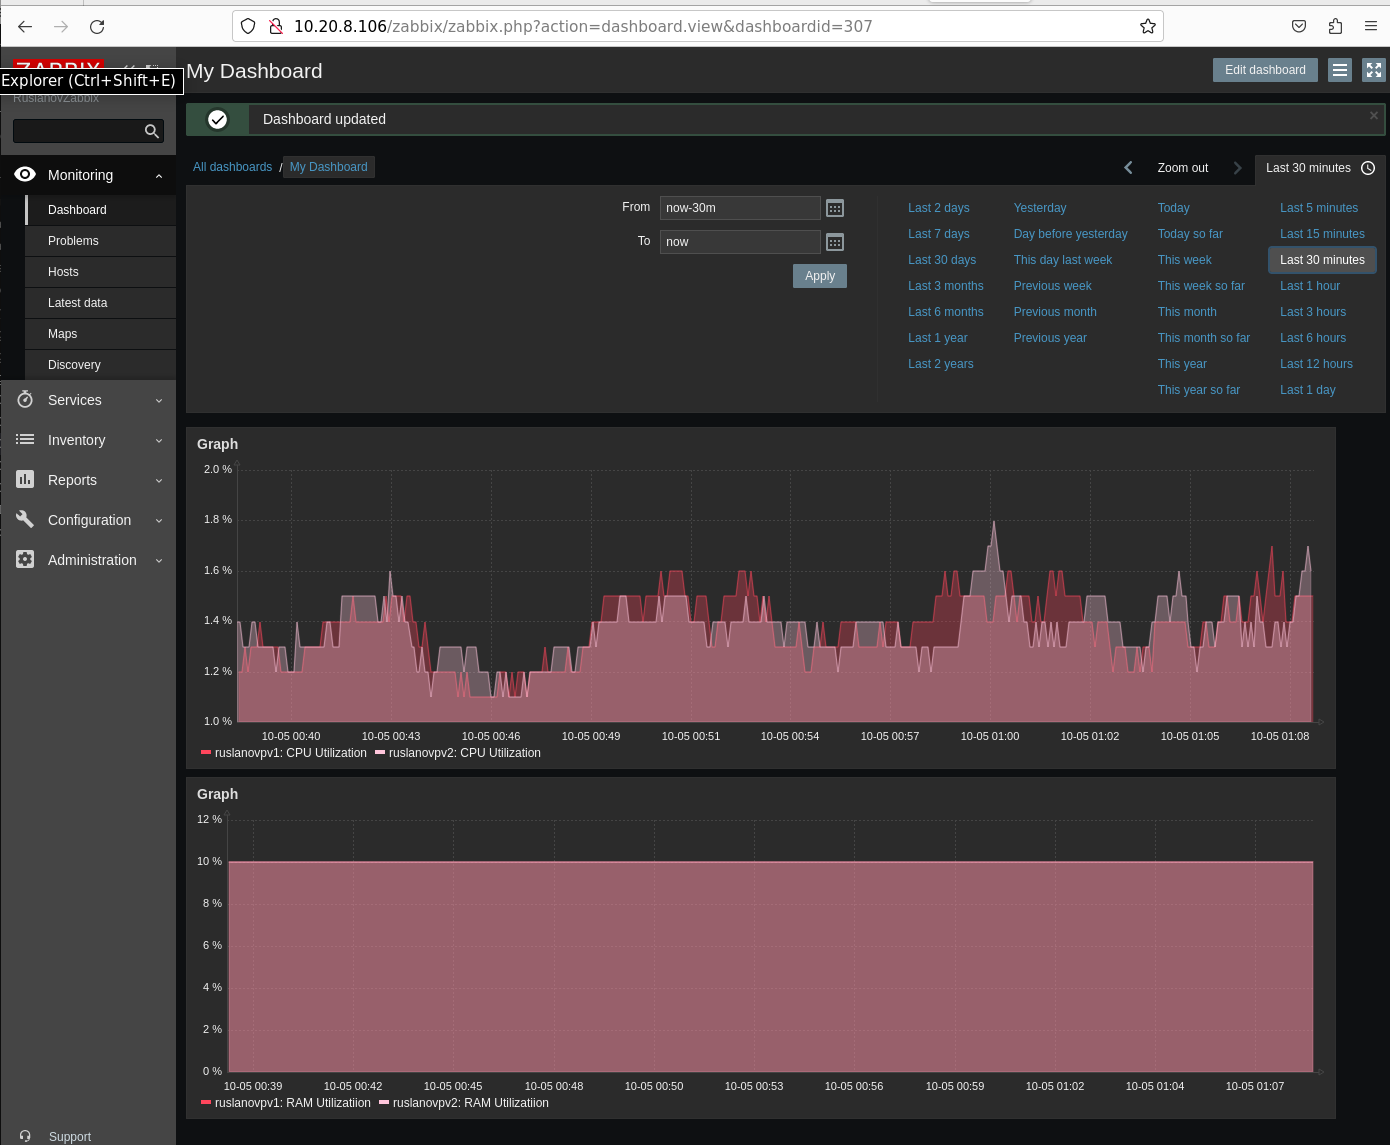 10.20.8.106/zabbix/zabbix.php?action=dashboard.view&dashboardid=307
ZABBIX
Explorer (Ctrl+Shift+E)
RuslanovZabbix
My Dashboard
Edit dashboard
Dashboard updated
All dashboards / My Dashboard
Zoom out
Last 30 minutes
Monitoring
Dashboard
Problems
Hosts
Latest data
Maps
Discovery
Services
Inventory
Reports
Configuration
Administration
Support
From now-30m
To now
Apply
Last 2 days Yesterday Today Last 5 minutes
Last 7 days Day before yesterday Today so far Last 15 minutes
Last 30 days This day last week This week Last 30 minutes
Last 3 months Previous week This week so far Last 1 hour
Last 6 months Previous month This month Last 3 hours
Last 1 year Previous year This month so far Last 6 hours
Last 2 years This year Last 12 hours
This year so far Last 1 day
Graph
2.0 %
1.8 %
1.6 %
1.4 %
1.2 %
1.0 %
10-05 00:40 10-05 00:43 10-05 00:46 10-05 00:49 10-05 00:51 10-05 00:54 10-05 00:57 10-05 01:00 10-05 01:02 10-05 01:05 10-05 01:08
ruslanovpv1: CPU Utilization ruslanovpv2: CPU Utilization
Graph
12 %
10 %
8 %
6 %
4 %
2 %
0 %
10-05 00:39 10-05 00:42 10-05 00:45 10-05 00:48 10-05 00:50 10-05 00:53 10-05 00:56 10-05 00:59 10-05 01:02 10-05 01:04 10-05 01:07
ruslanovpv1: RAM Utilizatiion ruslanovpv2: RAM Utilizatiion